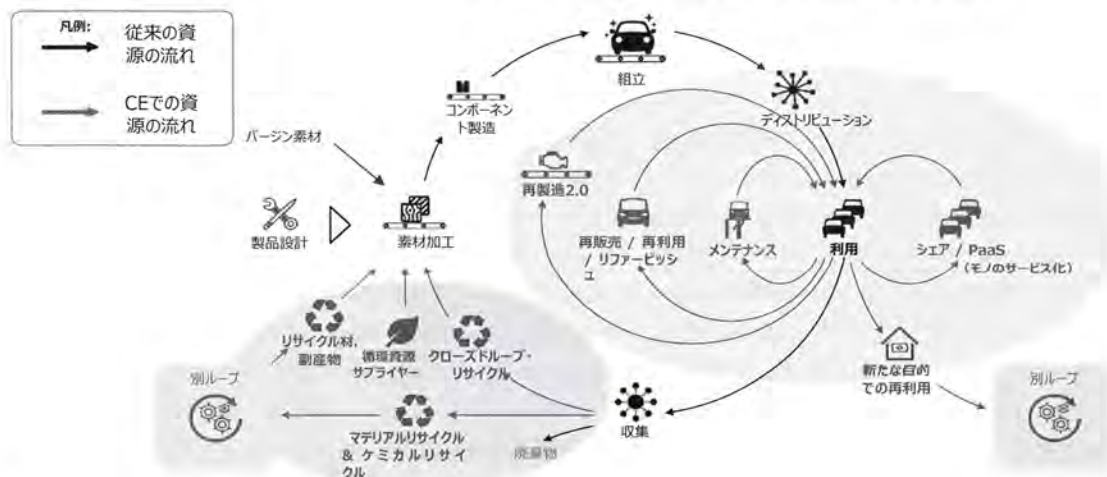 凡例:
従来の資
源の流れ
CEでの資
源の流れ
バージン素材
製品設計
素材加工
コンポーネン
ト製造
組立
ディストリビューション
再製造2.0
再販売 / 再利用
/ リファービッシ
ュ
メンテナンス
利用
シェア / PaaS
(モノのサービス化)
リサイクル材,
副産物
循環資源
サプライヤー
クローズドループ・
リサイクル
別ループ
マテリアルリサイクル
& ケミカルリサイ
クル
廃棄物
収集
新たな目的
での再利用
別ループ